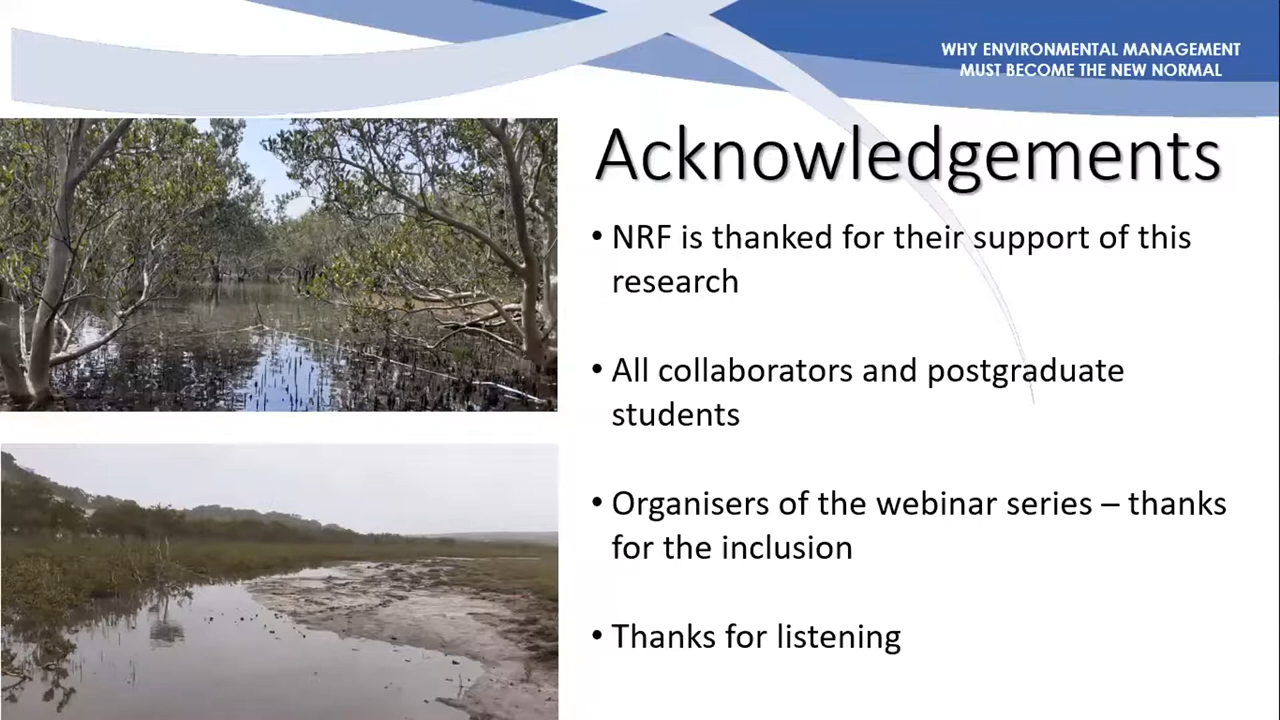 WHY ENVIRONMENTAL MANAGEMENT
MUST BECOME THE NEW NORMAL
Acknowledgements
• NRF is thanked for their support of this
research
• All collaborators and postgraduate
students
• Organisers of the webinar series – thanks
for the inclusion
• Thanks for listening